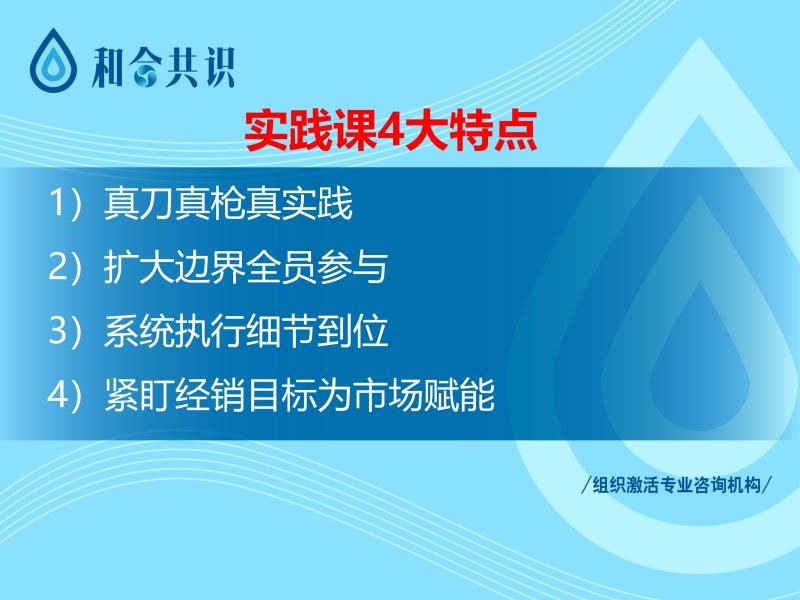 和合共识
实践课4大特点
1）真刀真枪真实践
2）扩大边界全员参与
3）系统执行细节到位
4）紧盯经销目标为市场赋能
/组织激活专业咨询机构/